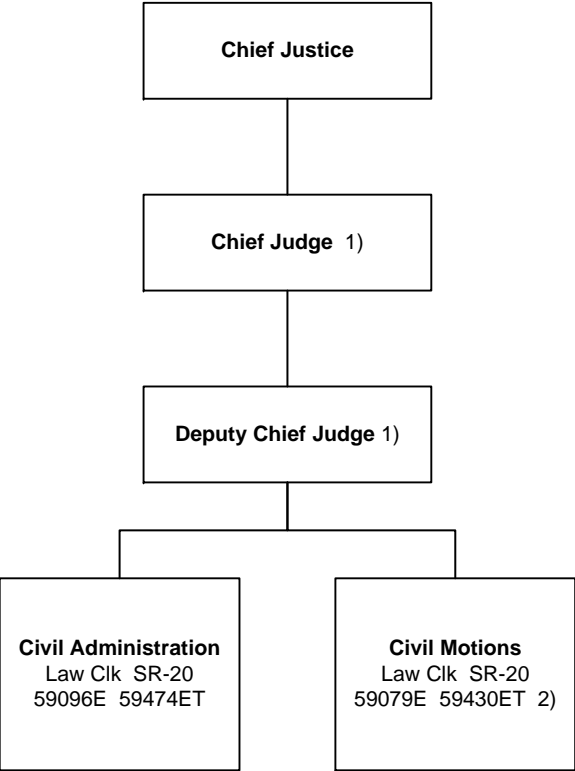 Chief Justice
Chief Judge 1)
Deputy Chief Judge 1)
Civil Administration
Law Clk SR-20
59096E 59474ET
Civil Motions
Law Clk SR-20
59079E 59430ET 2)